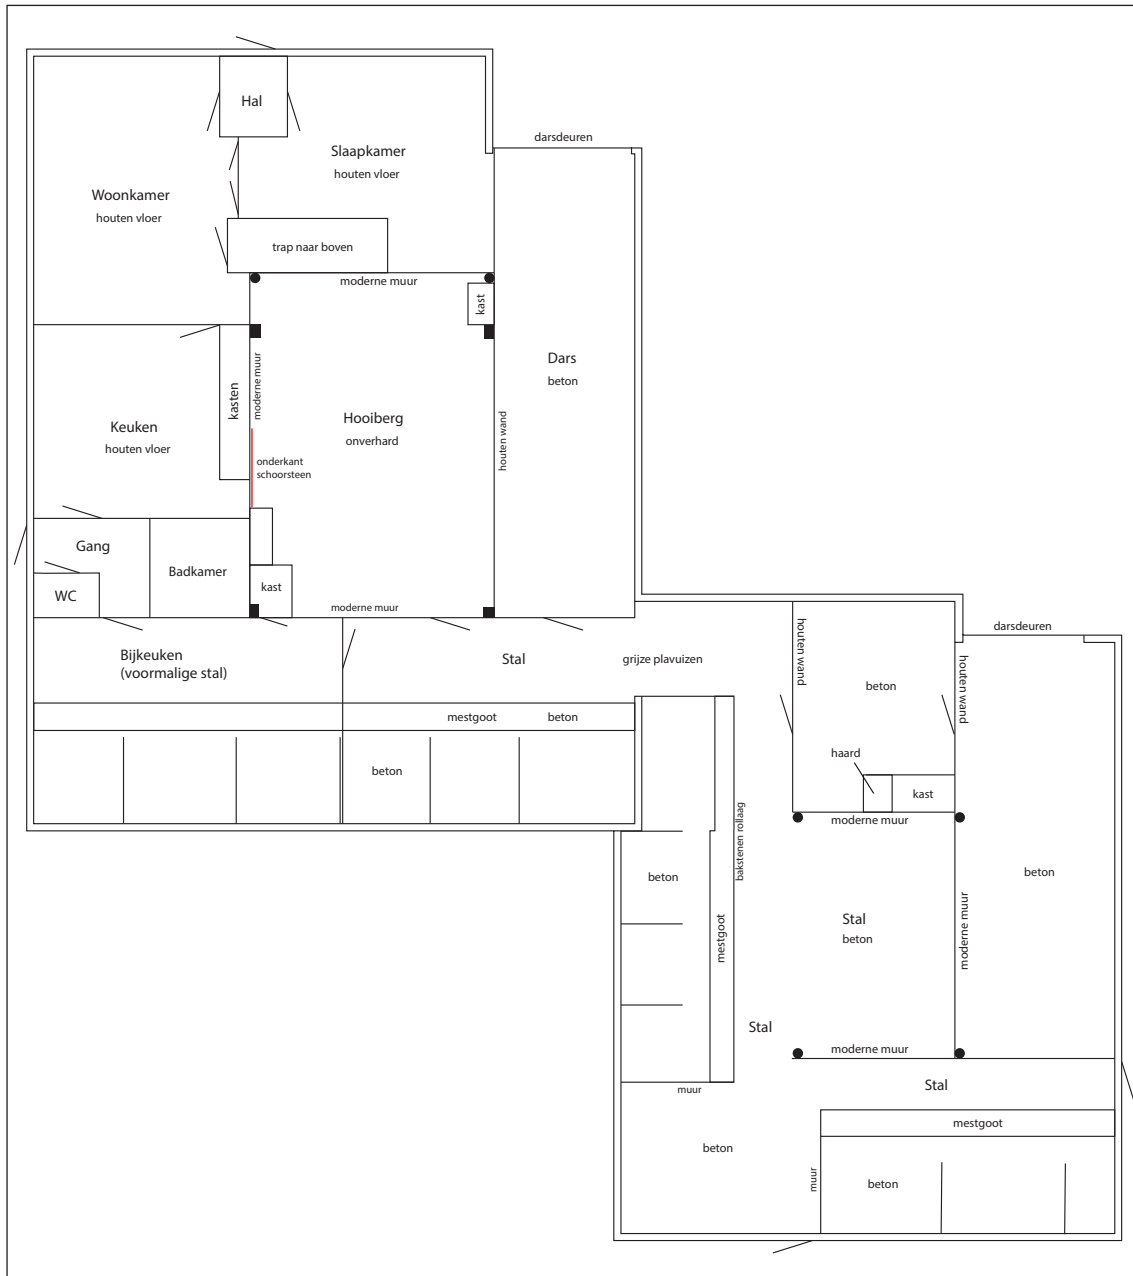 Hal
darsdeuren
Slaapkamer
houten vloer
Woonkamer
houten vloer
trap naar boven
moderne muur
kast
Dars
beton
moderne muur
kasten
Hooiberg
onverhard
Keuken
houten vloer
houten wand
onderkant
schoorsteen
Gang
Badkamer
kast
WC
moderne muur
Bijkeuken
(voormalige stal)
Stal
grijze plavuizen
mestgoot
beton
beton
houten wand
beton
houten wand
darsdeuren
haard
kast
moderne muur
bakstenen rollaag
beton
mestgoot
Stal
beton
moderne muur
beton
Stal
moderne muur
Stal
muur
mestgoot
beton
muur
beton